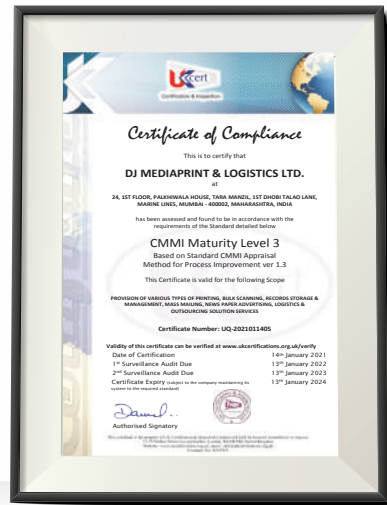 UKcert
Certification & Inspection
Certificate of Compliance
This is to certify that
DJ MEDIAPRINT & LOGISTICS LTD.
at
24, 1ST FLOOR, PALKHIWALA HOUSE, TARA MANZIL, 1ST DHOBI TALAO LANE,
MARINE LINES, MUMBAI - 400002, MAHARASHTRA, INDIA
has been assessed and found to be in accordance with the
requirements of the Standard detailed below
CMMI Maturity Level 3
Based on Standard CMMI Appraisal
Method for Process Improvement ver 1.3
This Certificate is valid for the following Scope
PROVISION OF VARIOUS TYPES OF PRINTING, BULK SCANNING, RECORDS STORAGE &
MANAGEMENT, MASS MAILING, NEWS PAPER ADVERTISING, LOGISTICS &
OUTSOURCING SOLUTION SERVICES
Certificate Number: UQ-2021011405
Validity of this certificate can be verified at www.ukcertifications.org.uk/verify
Date of Certification 14th January 2021
1st Surveillance Audit Due 13th January 2022
2nd Surveillance Audit Due 13th January 2023
Certificate Expiry (subject to the company maintaining its 13th January 2024
system to the required standard)
Authorised Signatory